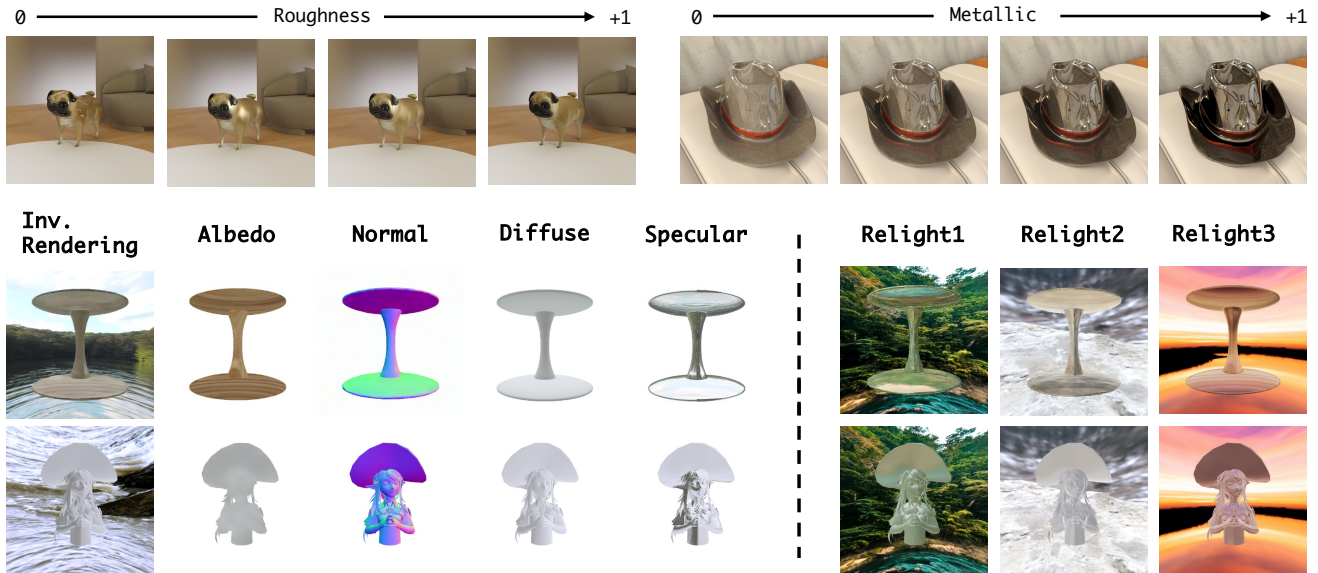 0 Roughness +1
0 Metallic +1
Inv.
Rendering
Albedo
Normal
Diffuse
Specular
Relight1
Relight2
Relight3